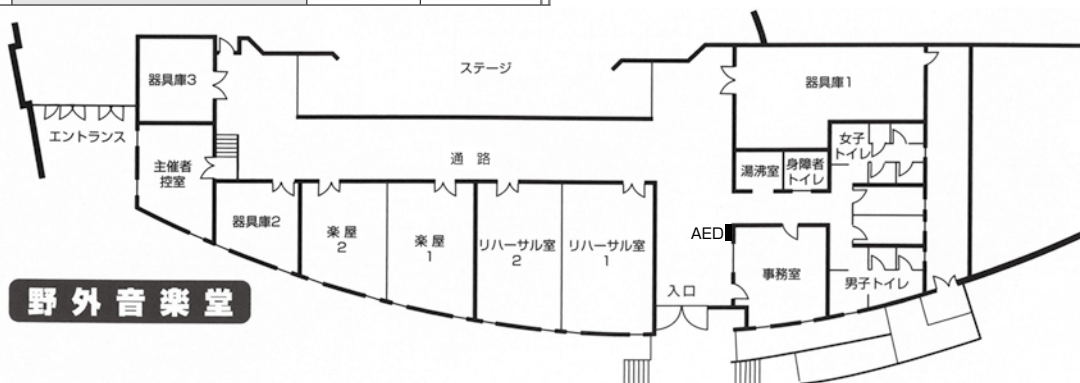 ステージ
器具庫3
器具庫1
エントランス
女子
トイレ
通路
主催者
控室
湯沸室
身障者
トイレ
器具庫2
楽屋
2
楽屋
1
リハーサル室
2
リハーサル室
1
AED
事務室
男子トイレ
入口
野外音楽堂